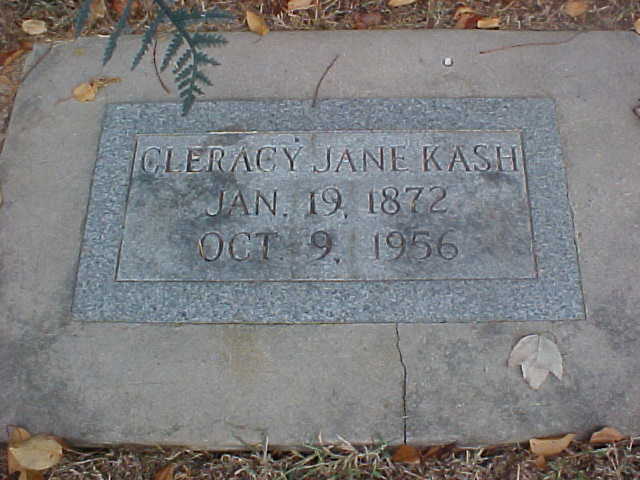 CLERACY JANE KASH
JAN. 19, 1872
OCT. 9, 1956